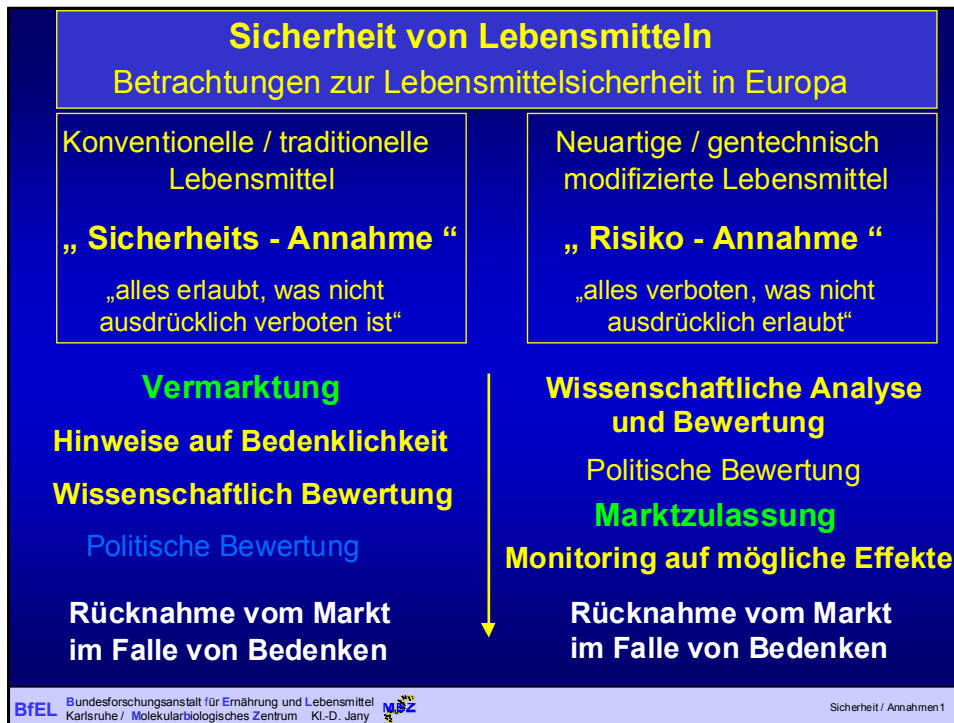 Sicherheit von Lebensmitteln
Betrachtungen zur Lebensmittelsicherheit in Europa
Konventionelle / traditionelle
Lebensmittel
„ Sicherheits - Annahme “
„alles erlaubt, was nicht
ausdrücklich verboten ist“
Neuartige / gentechnisch
modifizierte Lebensmittel
„ Risiko - Annahme “
„alles verboten, was nicht
ausdrücklich erlaubt“
Vermarktung
Hinweise auf Bedenklichkeit
Wissenschaftlich Bewertung
Politische Bewertung
Rücknahme vom Markt
im Falle von Bedenken
Wissenschaftliche Analyse
und Bewertung
Politische Bewertung
Marktzulassung
Monitoring auf mögliche Effekte
Rücknahme vom Markt
im Falle von Bedenken
BfEL
Bundesforschungsanstalt für Ernährung und Lebensmittel
Karlsruhe / Molekularbiologisches Zentrum Kl.-D. Jany
MBZ
Sicherheit / Annahmen1